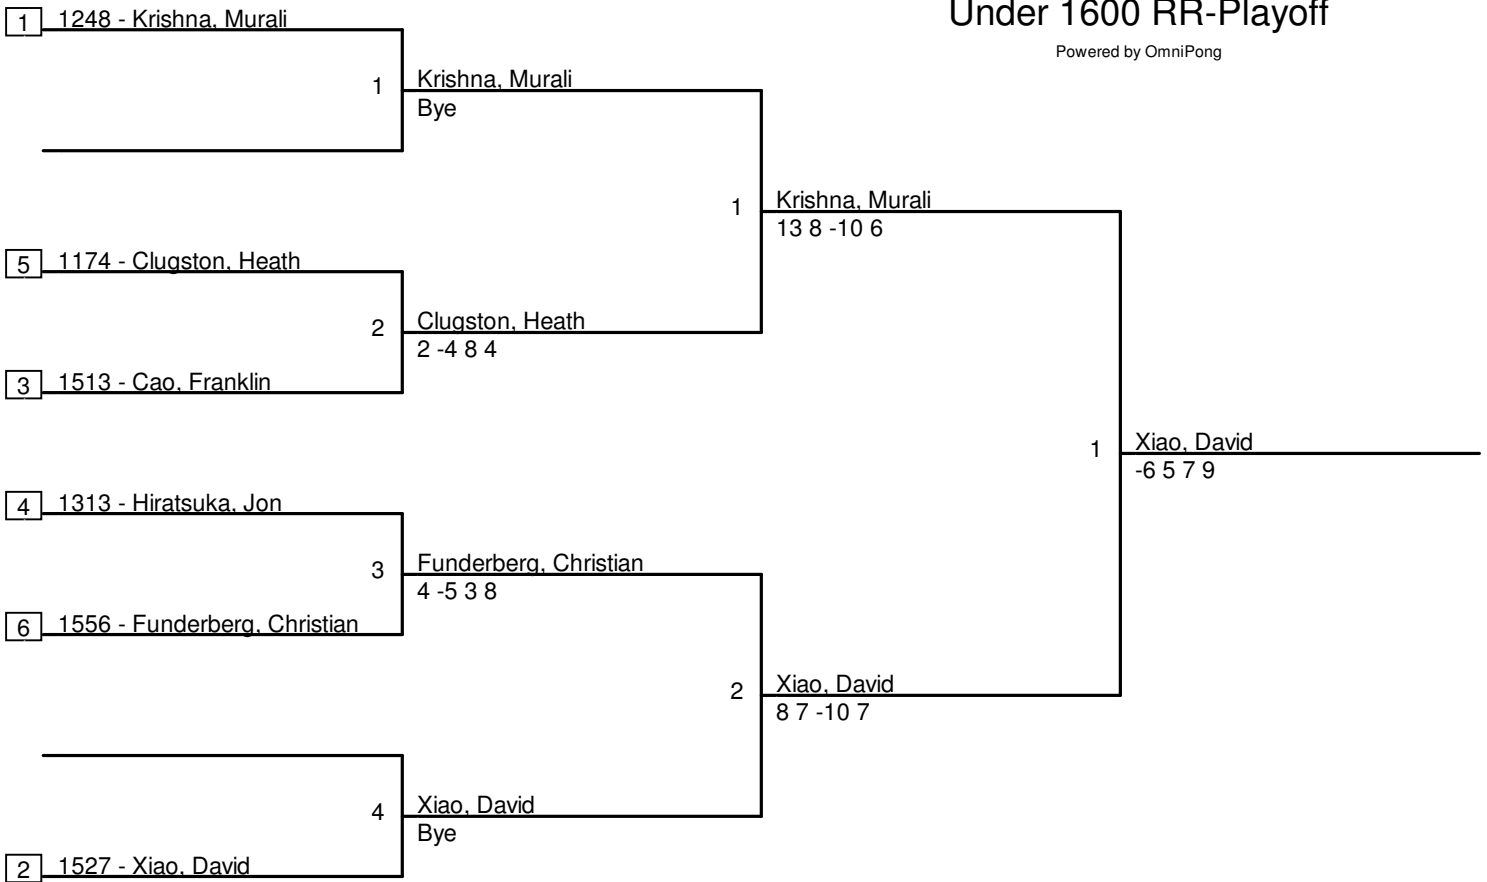 Under 1600 RR-Playoff
Powered by OmniPong
1 1248 - Krishna, Murali
1 Krishna, Murali
Bye
1 Krishna, Murali
13 8 -10 6
5 1174 - Clugston, Heath
2 Clugston, Heath
2 -4 8 4
3 1513 - Cao, Franklin
1 Xiao, David
-6 5 7 9
4 1313 - Hiratsuka, Jon
3 Funderberg, Christian
4 -5 3 8
6 1556 - Funderberg, Christian
2 Xiao, David
8 7 -10 7
4 Xiao, David
Bye
2 1527 - Xiao, David